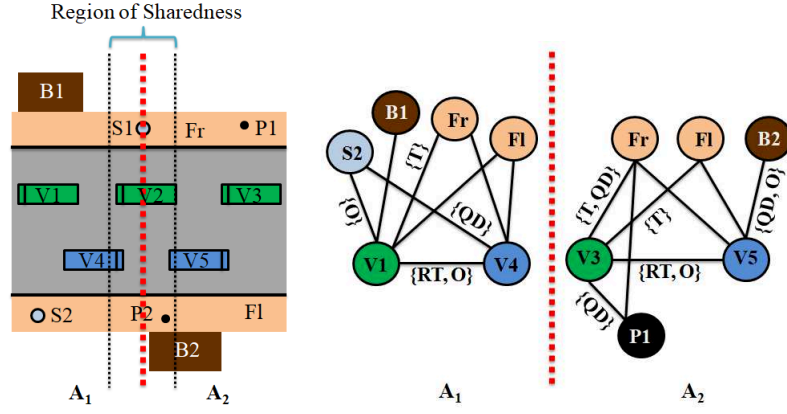 Region of Sharedness
B1
S1
Fr
P1
V1
V2
V3
V4
V5
S2
P2
Fl
B2
A1
A2
S2
B1
Fr
Fl
{T}
{O}
{QD}
V1
V4
{RT, O}
A1
Fr
Fl
B2
{T, QD}
{T}
{QD, O}
V3
V5
{RT, O}
{QD}
P1
A2